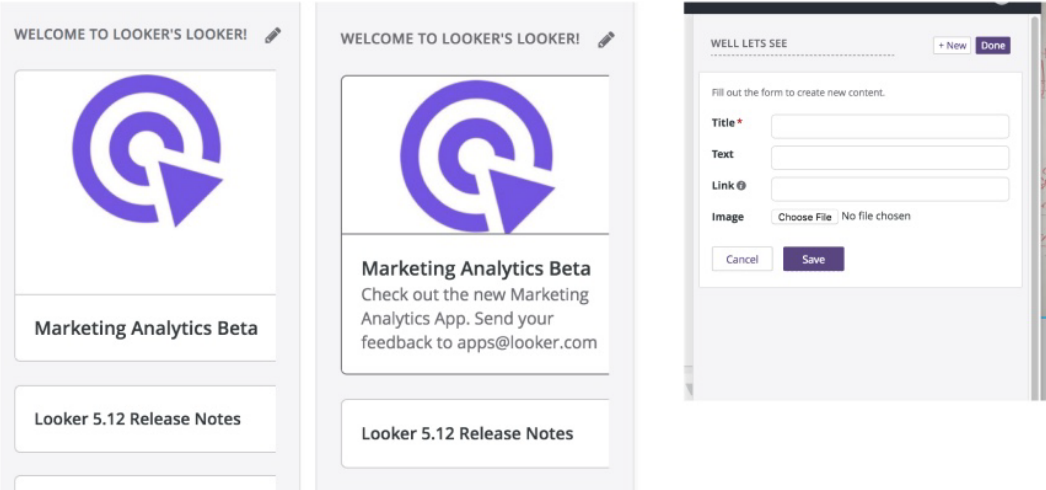 WELCOME TO LOOKER'S LOOKER!
Marketing Analytics Beta
Looker 5.12 Release Notes
WELCOME TO LOOKER'S LOOKER!
Marketing Analytics Beta
Check out the new Marketing
Analytics App. Send your
feedback to apps@looker.com
Looker 5.12 Release Notes
WELL LETS SEE
+ New Done
Fill out the form to create new content.
Title *
Text
Link
Image Choose File No file chosen
Cancel Save